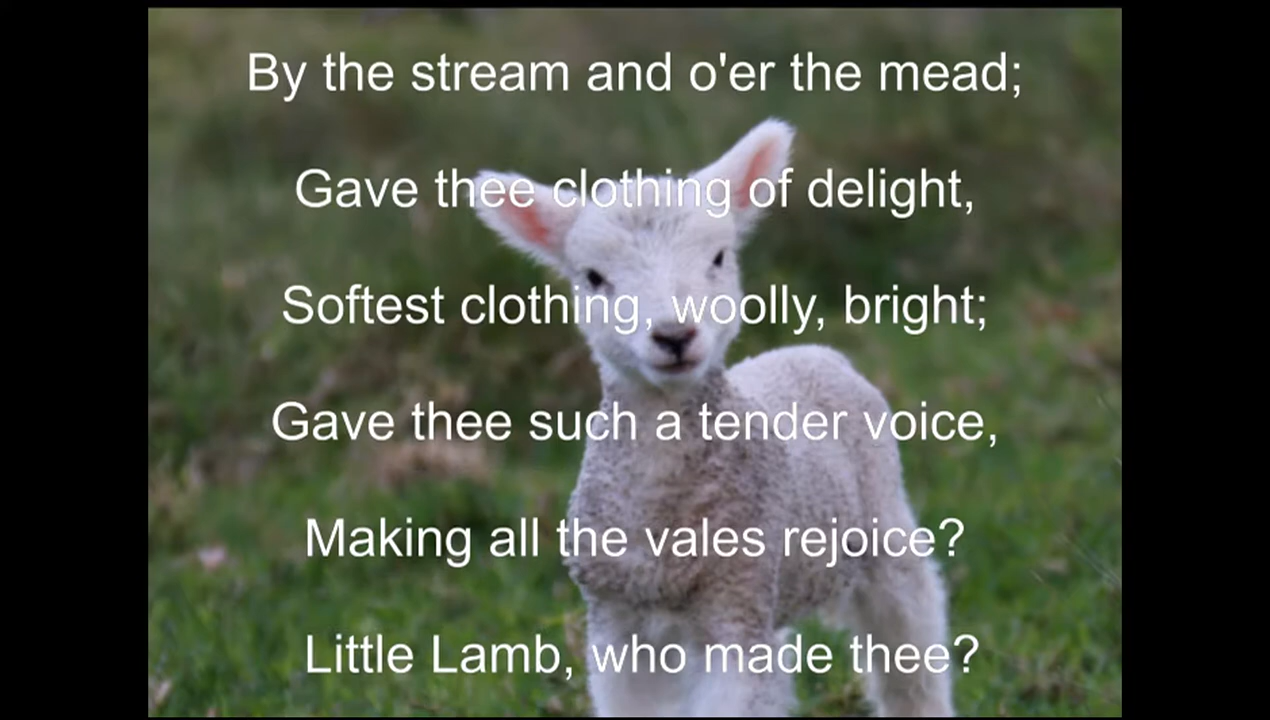 By the stream and o'er the mead;
Gave thee clothing of delight,
Softest clothing, woolly, bright;
Gave thee such a tender voice,
Making all the vales rejoice?
Little Lamb, who made thee?